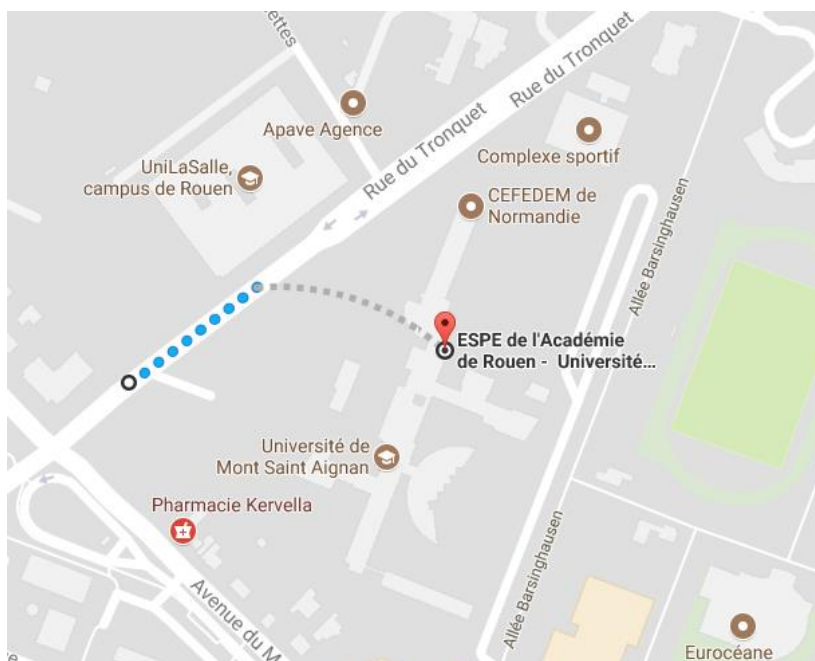 ettes
Rue du Tronquet
Apave Agence
Complexe sportif
UniLaSalle,
campus de Rouen
Rue du Tronquet
CEFEDEM de
Normandie
Allée Barsinghausen
ESPE de l'Académie
de Rouen - Université...
Université de
Mont Saint Aignan
Pharmacie Kervella
Allée Barsinghausen
Avenue du M
Eurocéane